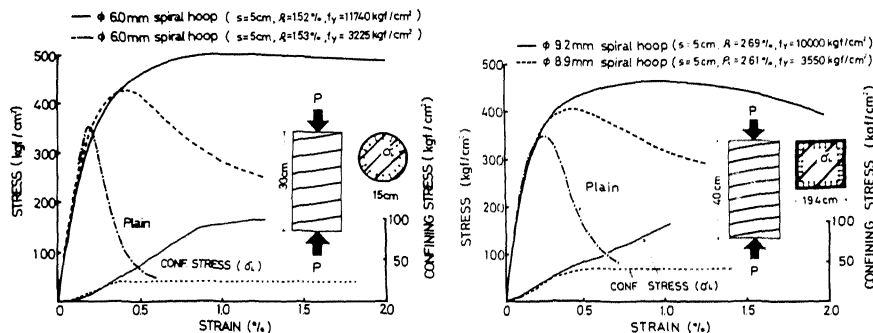 φ 6.0mm spiral hoop (s=5cm, R=1.52%, fy=11740 kgf/cm²)
φ 6.0mm spiral hoop (s=5cm, R=1.53%, fy=3225 kgf/cm²)
500
400
300
200
100
STRESS (kgf/cm²)
P
30cm
σL
15cm
Plain
CONF STRESS (σL)
P
100
50
0
CONFINING STRESS (kgf/cm²)
0
0.5
1.0
1.5
2.0
STRAIN (%)
φ 9.2mm spiral hoop (s=5cm, R=2.69%, fy=10000 kgf/cm²)
φ 8.9mm spiral hoop (s=5cm, R=2.61%, fy=3550 kgf/cm²)
500
400
300
200
100
STRESS (kgf/cm²)
P
40cm
σL
19.4cm
Plain
CONF STRESS (σL)
P
100
50
0
CONFINING STRESS (kgf/cm²)
0
0.5
1.0
1.5
2.0
STRAIN (%)